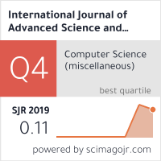 International Journal of
Advanced Science and...
Q4
Computer Science
(miscellaneous)
best quartile
SJR 2019
0.11
powered by scimagojr.com